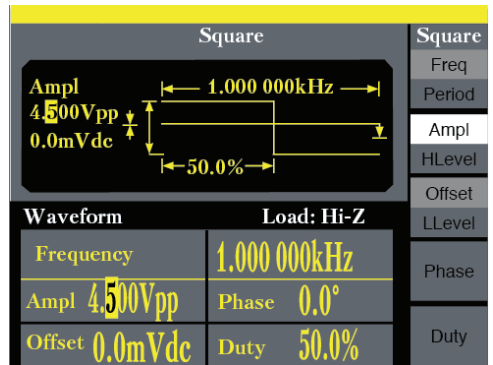 Square
Ampl
1.000 000kHz
4.500Vpp
0.0mVdc
50.0%
Waveform
Load: Hi-Z
Frequency
1.000 000kHz
Ampl 4.500Vpp
Phase 0.0°
Offset 0.0mVdc
Duty 50.0%
Square
Freq
Period
Ampl
HLevel
Offset
LLevel
Phase
Duty